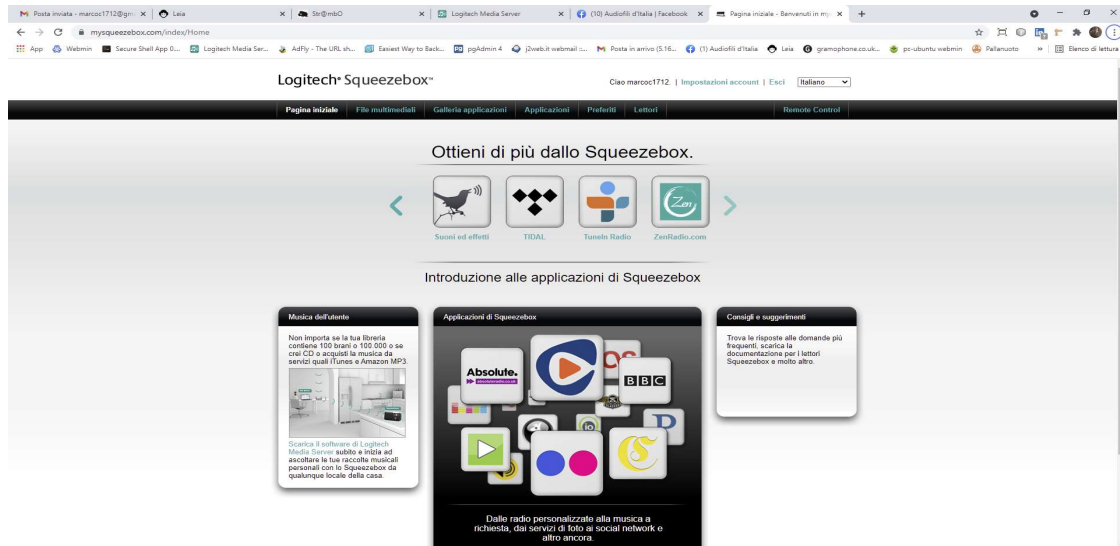 Posta inviata - marcoc1712@gm
Leia
Str@mbO
Logitech Media Server
(10) Audiofili d'Italia | Facebook
Pagina iniziale - Benvenuti in my
mysqueezebox.com/index/Home
App
Webmin
Secure Shell App 0....
Logitech Media Ser...
AdFly - The URL sh...
Easiest Way to Back...
pgAdmin 4
j2web.it webmail ::...
Posta in arrivo (5.16...
(1) Audiofili d'Italia
Leia
gramophone.co.uk...
pc-ubuntu webmin
Pallanuoto
»
Elenco di lettura
Logitech® Squeezebox™
Ciao marcoc1712. | Impostazioni account | Esci
Italiano
Pagina iniziale
File multimediali
Galleria applicazioni
Applicazioni
Preferiti
Lettori
Remote Control
Ottieni di più dallo Squeezebox.
Zen
Suoni ed effetti
TIDAL
TuneIn Radio
ZenRadio.com
Introduzione alle applicazioni di Squeezebox
Musica dell'utente
Non importa se la tua libreria
contiene 100 brani o 100.000 o se
crei CD o acquisti la musica da
servizi quali iTunes e Amazon MP3.
Scarica il software di Logitech
Media Server subito e inizia ad
ascoltare le tue raccolte musicali
personali con lo Squeezebox da
qualunque locale della casa.
Applicazioni di Squeezebox
Absolute.
absoluteradio.co.uk
BBC
Dalle radio personalizzate alla musica a
richiesta, dai servizi di foto ai social network e
altro ancora.
Consigli e suggerimenti
Trova le risposte alle domande più
frequenti, scarica la
documentazione per i lettori
Squeezebox e molto altro.